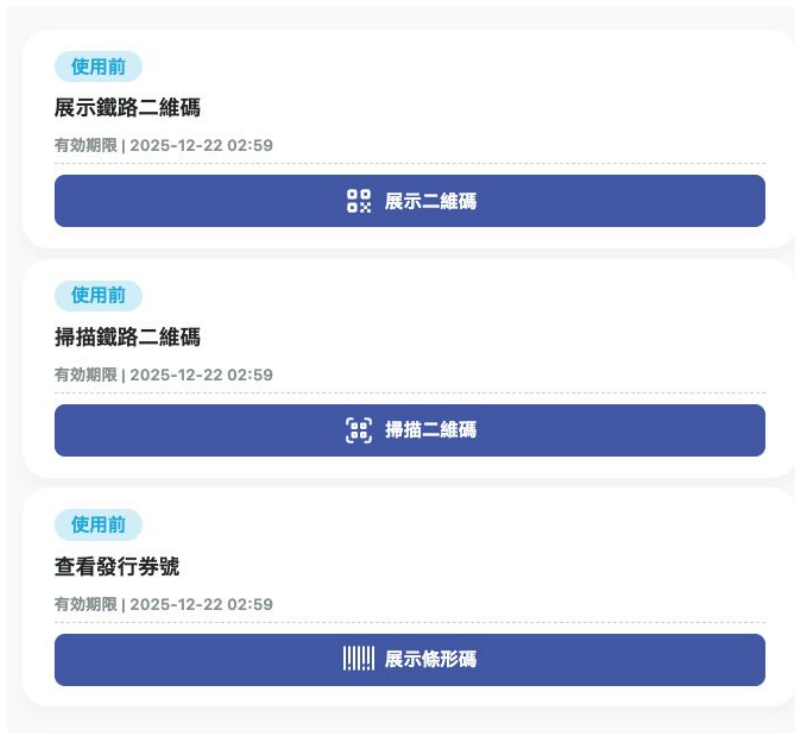 使用前
展示鐵路二維碼
有効期限 | 2025-12-22 02:59
展示二維碼
使用前
掃描鐵路二維碼
有効期限 | 2025-12-22 02:59
掃描二維碼
使用前
查看發行券號
有効期限 | 2025-12-22 02:59
展示條形碼